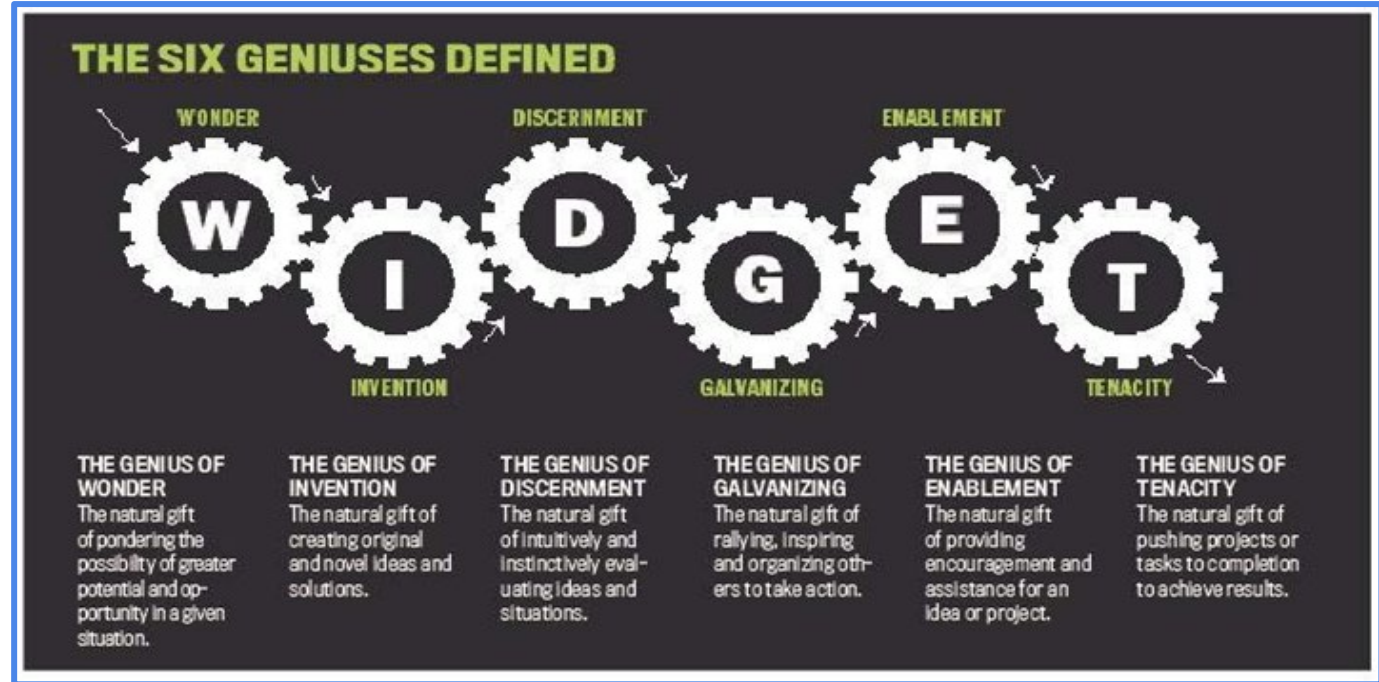 THE SIX GENIUSES DEFINED
WONDER
DISCERNMENT
ENABLEMENT
W
I
D
G
E
T
INVENTION
GALVANIZING
TENACITY
THE GENIUS OF
WONDER
The natural gift
of pondering the
possibility of greater
potential and op-
portunity in a given
situation.
THE GENIUS OF
INVENTION
The natural gift of
creating original
and novel ideas and
solutions.
THE GENIUS OF
DISCERNMENT
The natural gift
of intuitively and
instinctively eval-
uating ideas and
situations.
THE GENIUS OF
GALVANIZING
The natural gift of
rallying, inspiring
and organizing oth-
ers to take action.
THE GENIUS OF
ENABLEMENT
The natural gift
of providing
encouragement and
assistance for an
idea or project.
THE GENIUS OF
TENACITY
The natural gift of
pushing projects or
tasks to completion
to achieve results.